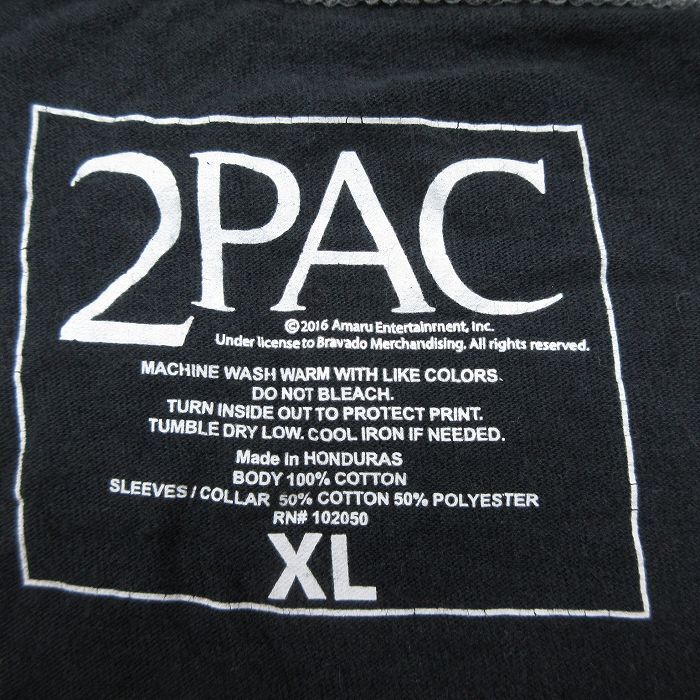 2PAC
©2016 Amaru Entertainment, Inc.
Under license to Bravado Merchandising. All rights reserved.
MACHINE WASH WARM WITH LIKE COLORS.
DO NOT BLEACH.
TURN INSIDE OUT TO PROTECT PRINT.
TUMBLE DRY LOW. COOL IRON IF NEEDED.
Made In HONDURAS
BODY 100% COTTON
SLEEVES / COLLAR 50% COTTON 50% POLYESTER
RN# 102050
XL